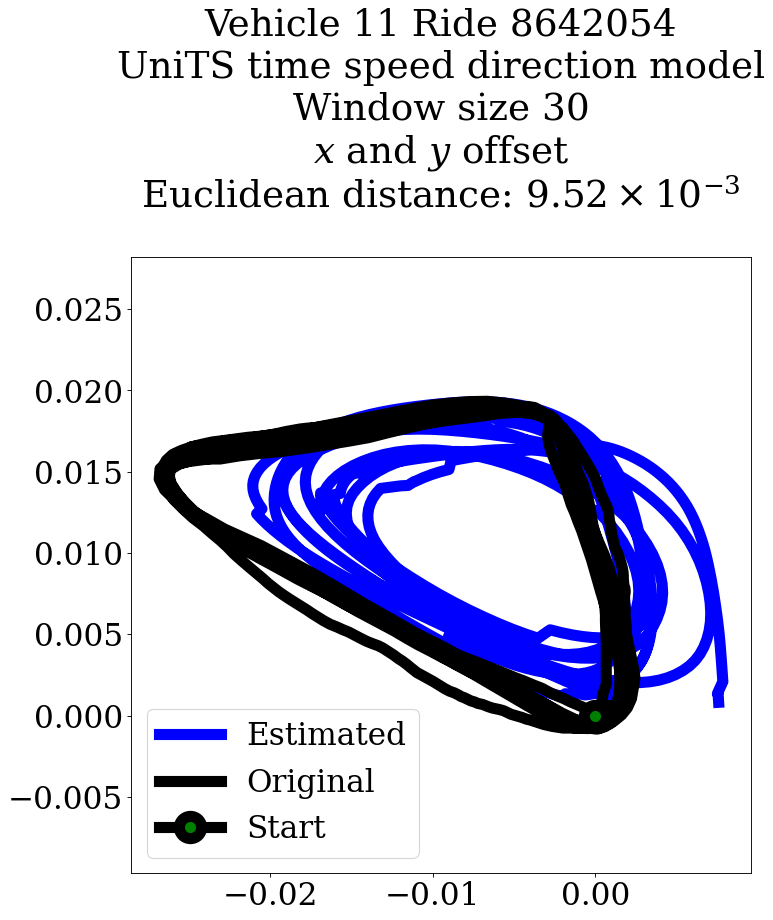 Vehicle 11 Ride 8642054
UniTS time speed direction model
Window size 30
x and y offset
Euclidean distance: 9.52 × 10⁻³
0.025
0.020
0.015
0.010
0.005
0.000
−0.005
Estimated
Original
Start
−0.02
−0.01
0.00